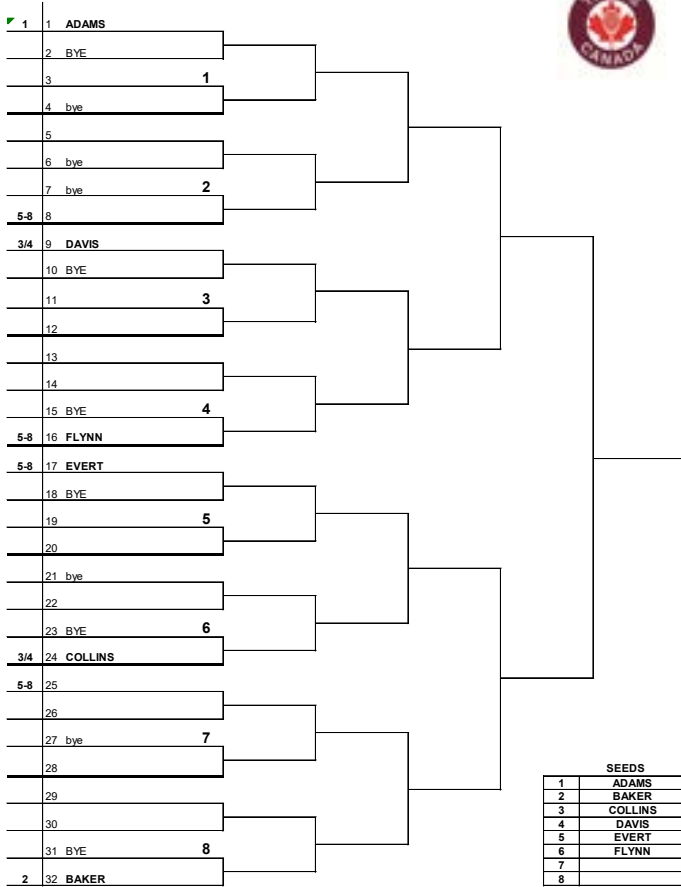 1 1 ADAMS
2 BYE
3 1
4 bye
5
6 bye
7 bye 2
5-8 8
3/4 9 DAVIS
10 BYE
11 3
12
13
14
15 BYE 4
5-8 16 FLYNN
5-8 17 EVERT
18 BYE
19 5
20
21 bye
22
23 BYE 6
3/4 24 COLLINS
5-8 25
26
27 bye 7
28
29
30
31 BYE 8
2 32 BAKER
CANADA
SEEDS
1 ADAMS
2 BAKER
3 COLLINS
4 DAVIS
5 EVERT
6 FLYNN
7
8